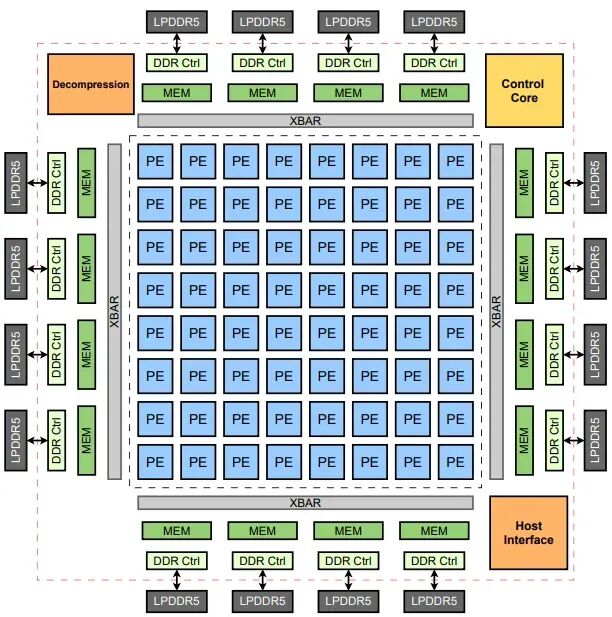 LPDDR5 LPDDR5 LPDDR5 LPDDR5
DDR Ctrl DDR Ctrl DDR Ctrl DDR Ctrl
Decompression
MEM MEM MEM MEM
Control
Core
XBAR
LPDDR5 DDR Ctrl MEM
LPDDR5 DDR Ctrl MEM
LPDDR5 DDR Ctrl MEM
LPDDR5 DDR Ctrl MEM
XBAR
PE PE PE PE PE PE PE PE
PE PE PE PE PE PE PE PE
PE PE PE PE PE PE PE PE
PE PE PE PE PE PE PE PE
PE PE PE PE PE PE PE PE
PE PE PE PE PE PE PE PE
PE PE PE PE PE PE PE PE
PE PE PE PE PE PE PE PE
XBAR
MEM DDR Ctrl LPDDR5
MEM DDR Ctrl LPDDR5
MEM DDR Ctrl LPDDR5
MEM DDR Ctrl LPDDR5
XBAR
MEM MEM MEM MEM
Host
Interface
DDR Ctrl DDR Ctrl DDR Ctrl DDR Ctrl
LPDDR5 LPDDR5 LPDDR5 LPDDR5